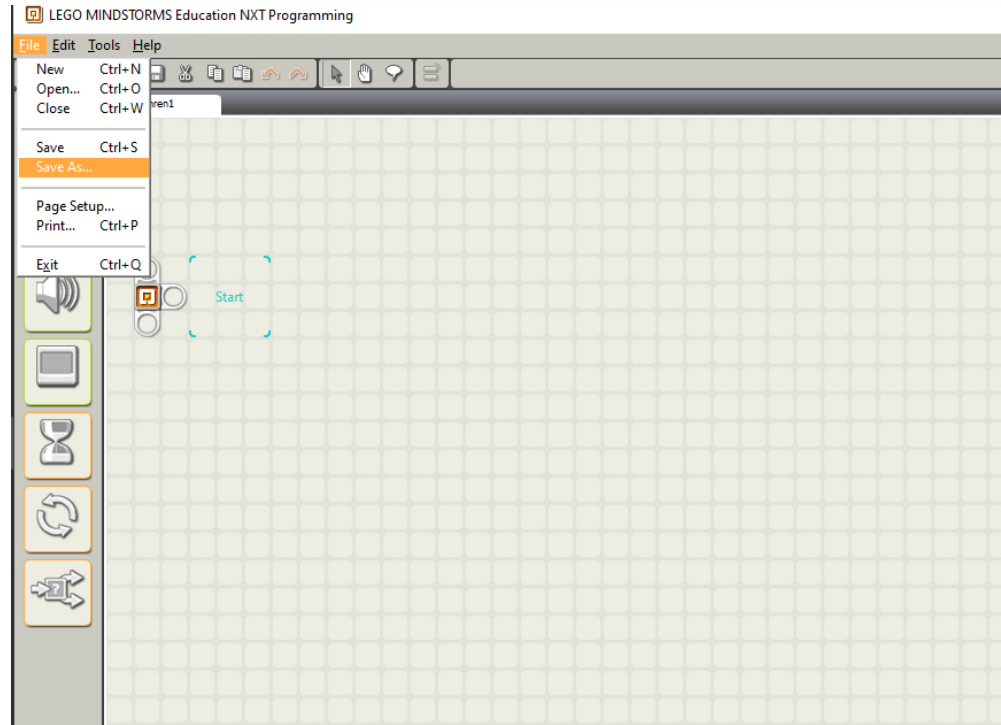 LEGO MINDSTORMS Education NXT Programming
File Edit Tools Help
New Ctrl+N
Open... Ctrl+O
Close Ctrl+W
Save Ctrl+S
Save As...
Page Setup...
Print... Ctrl+P
Exit Ctrl+Q
Start